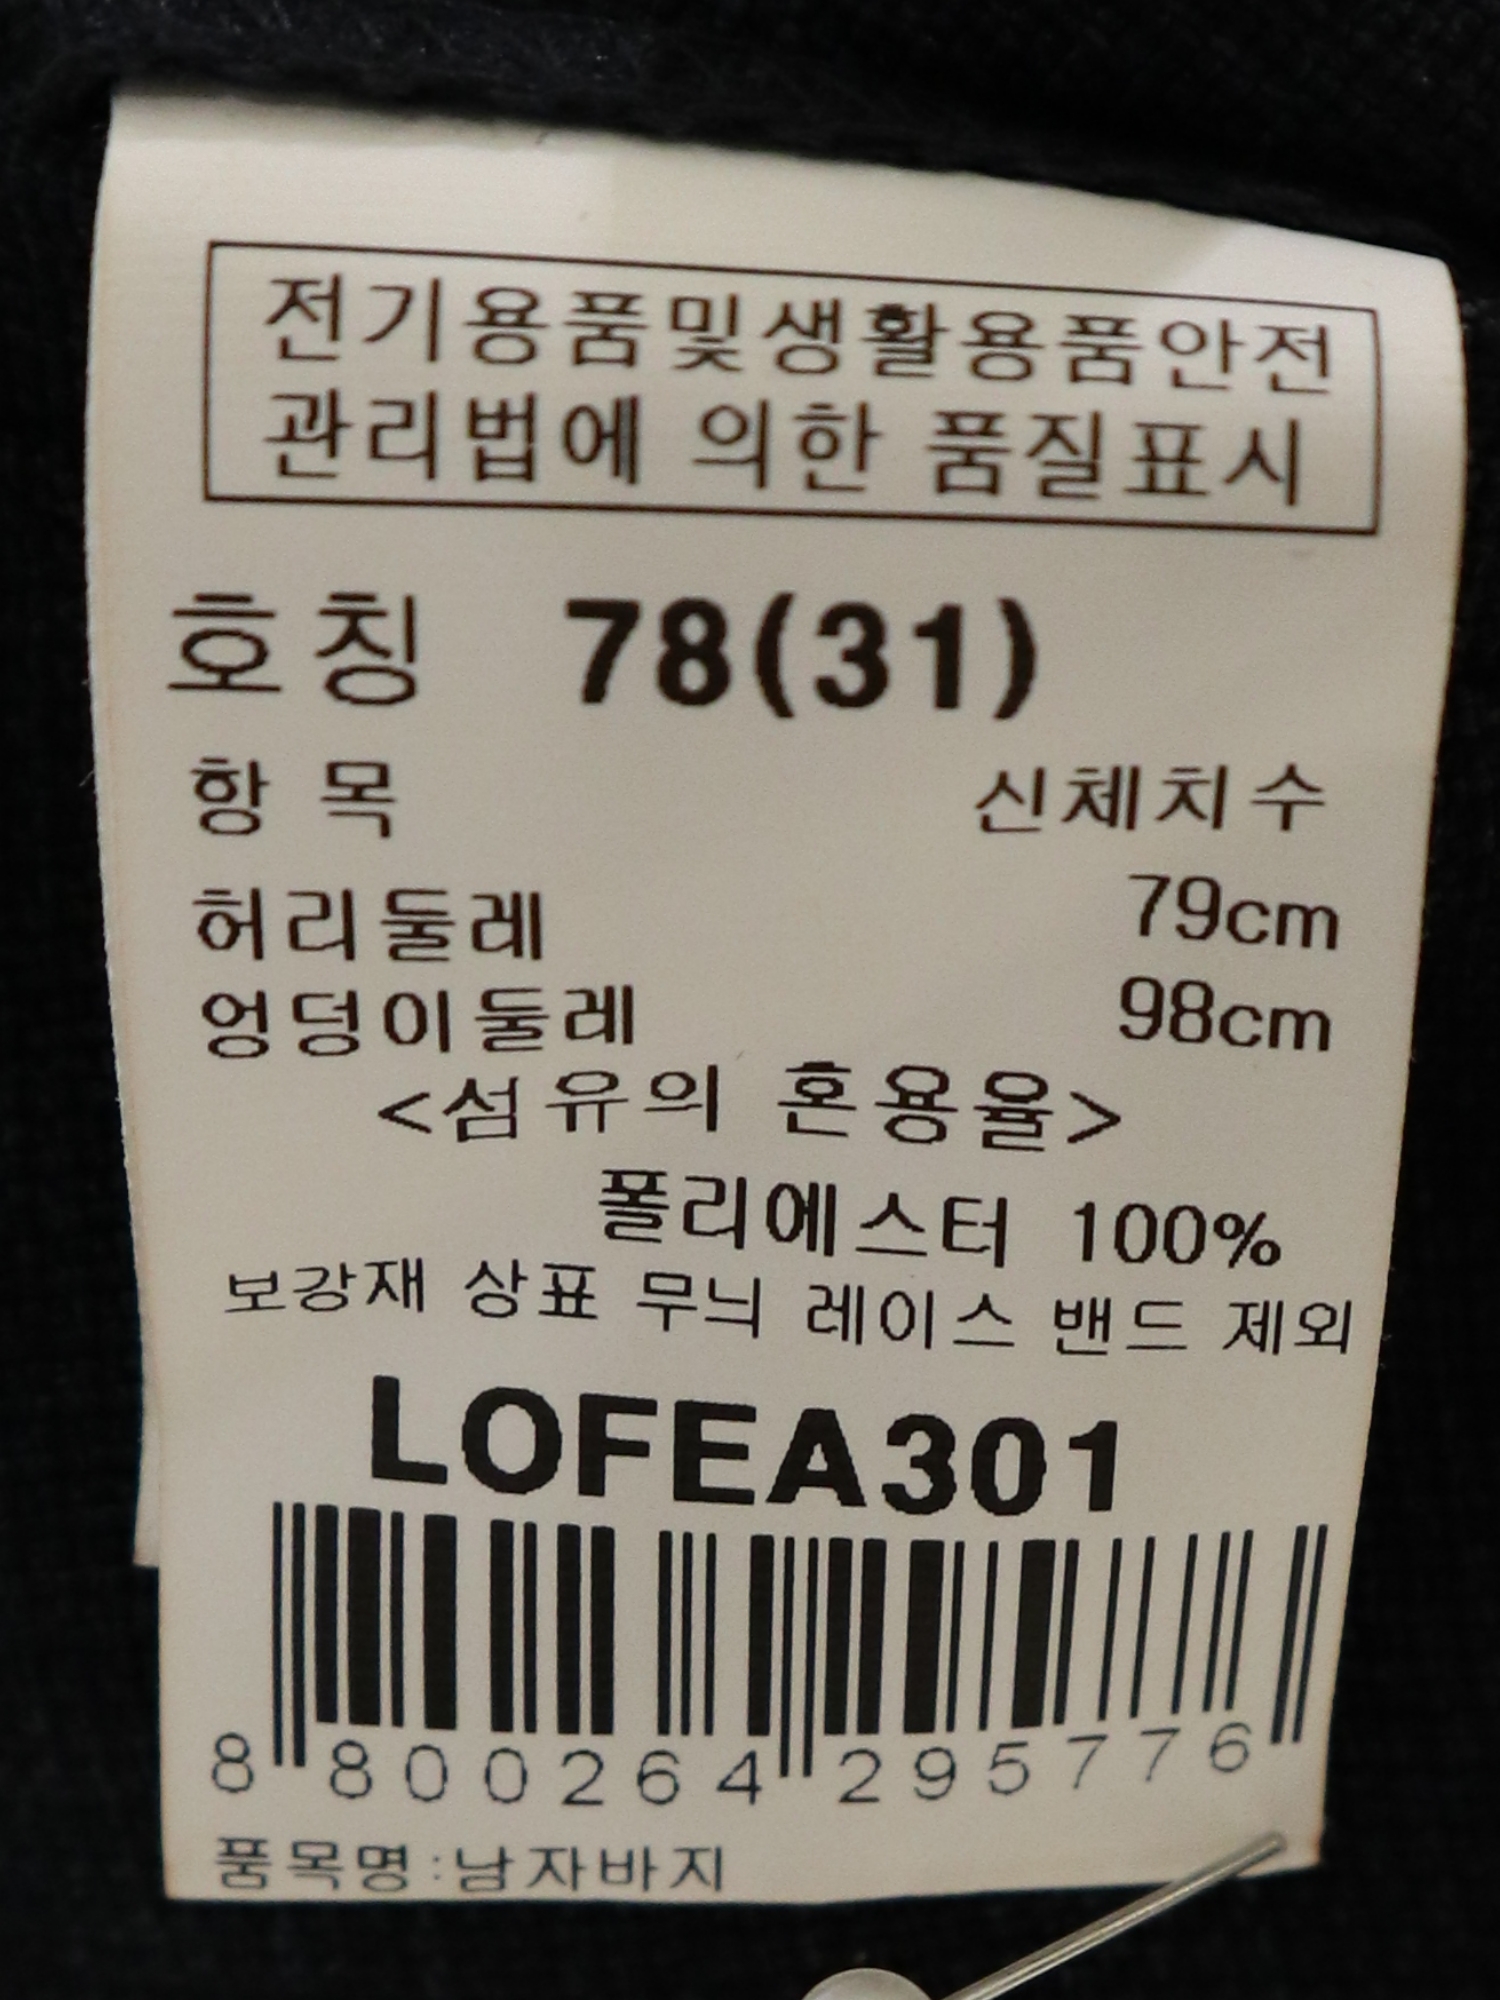 전기용품및생활용품안전
관리법에 의한 품질표시
호칭 78(31)
항목 신체치수
허리둘레 79cm
엉덩이둘레 98cm
<섬유의 혼용율>
폴리에스터 100%
보강재 상표 무늬 레이스 밴드 제외
LOFEA301
8 800264 295776
품목명:남자바지